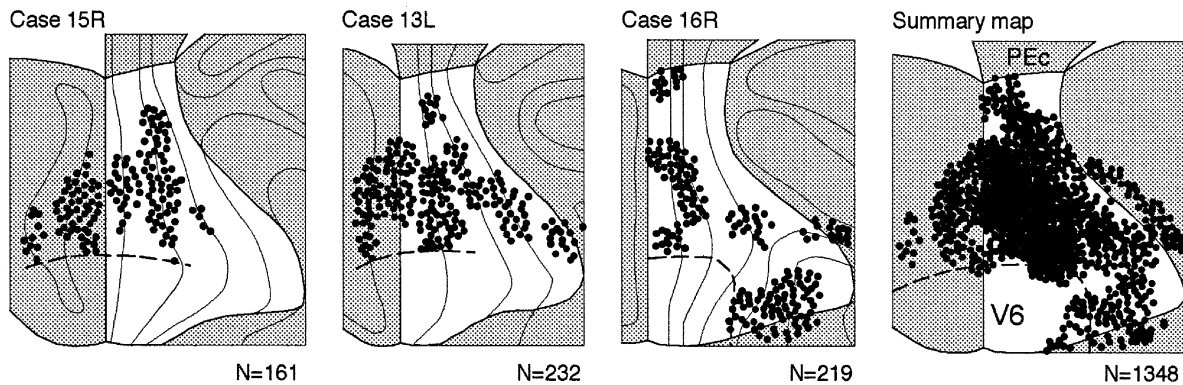 Case 15R
Case 13L
Case 16R
Summary map
PEc
V6
N=161
N=232
N=219
N=1348